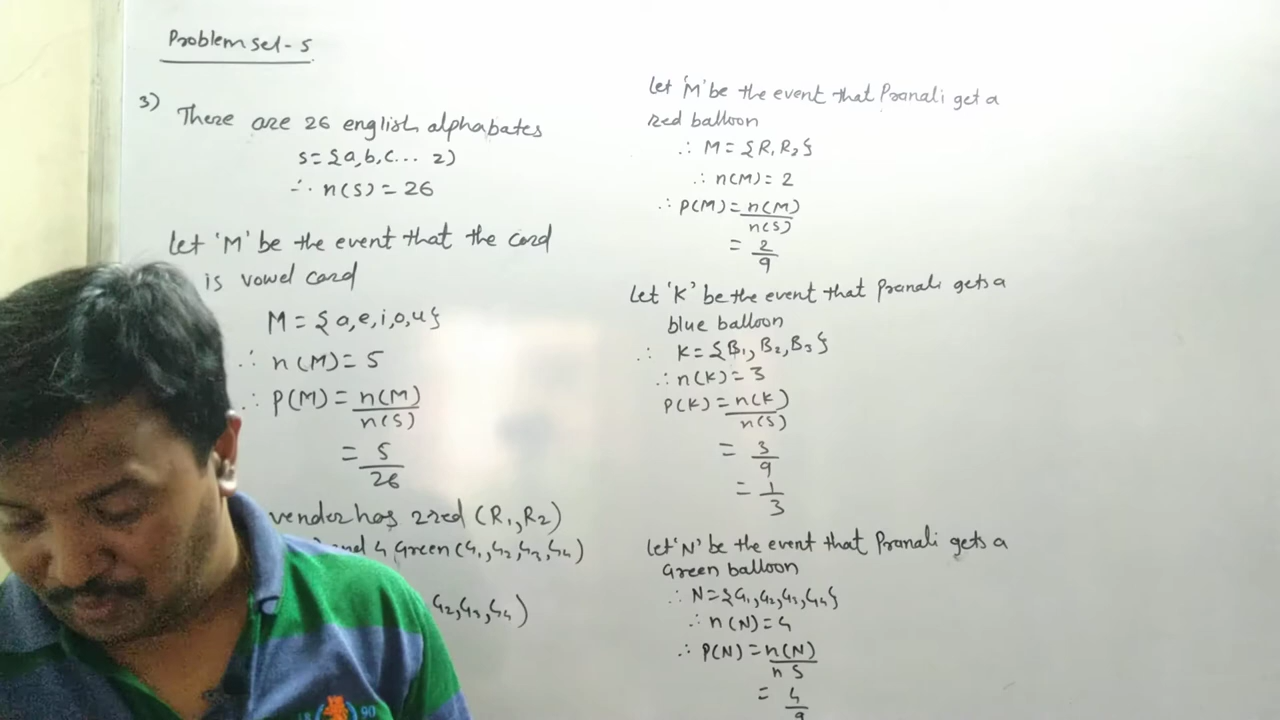 Problem set - 5
3)
There are 26 english alphabates
S = {a, b, c... z)
∴ n(S) = 26
Let 'M' be the event that the card
is vowel card
M = {a, e, i, o, u}
∴ n(M) = 5
∴ P(M) = n(M)
n(S)
= 5
26
vender has 2 red (R1, R2)
and 4 Green (G1, G2, G3, G4)
G2, G3, G4)
18 90
Let 'M' be the event that Pranali get a
red balloon
∴ M = {R, R2}
∴ n(M) = 2
∴ P(M) = n(M)
n(S)
= 2
9
Let 'K' be the event that Pranali gets a
blue balloon
∴ K = {B1, B2, B3}
∴ n(K) = 3
P(K) = n(K)
n(S)
= 3
9
= 1
3
Let 'N' be the event that Pranali gets a
Green balloon
∴ N = {G1, G2, G3, G4}
∴ n(N) = 4
∴ P(N) = n(N)
n S
= 4
9